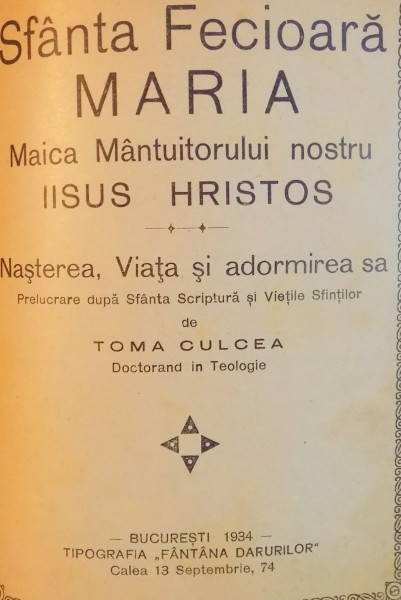 Sfânta Fecioară
MARIA
Maica Mântuitorului nostru
IISUS HRISTOS
Naşterea, Viaţa şi adormirea sa
Prelucrare după Sfânta Scriptură şi Vieţile Sfinţilor
de
TOMA CULCEA
Doctorand in Teologie
— BUCUREŞTI 1934 —
TIPOGRAFIA „FÂNTÂNA DARURILOR"
Calea 13 Septembrie, 74